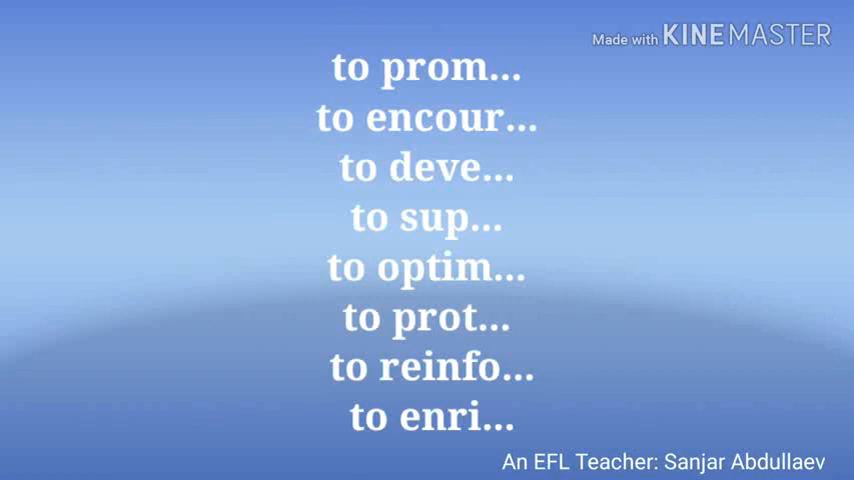 Made with KINEMASTER
to prom...
to encour...
to deve...
to sup...
to optim...
to prot...
to reinfo...
to enri...
An EFL Teacher: Sanjar Abdullaev